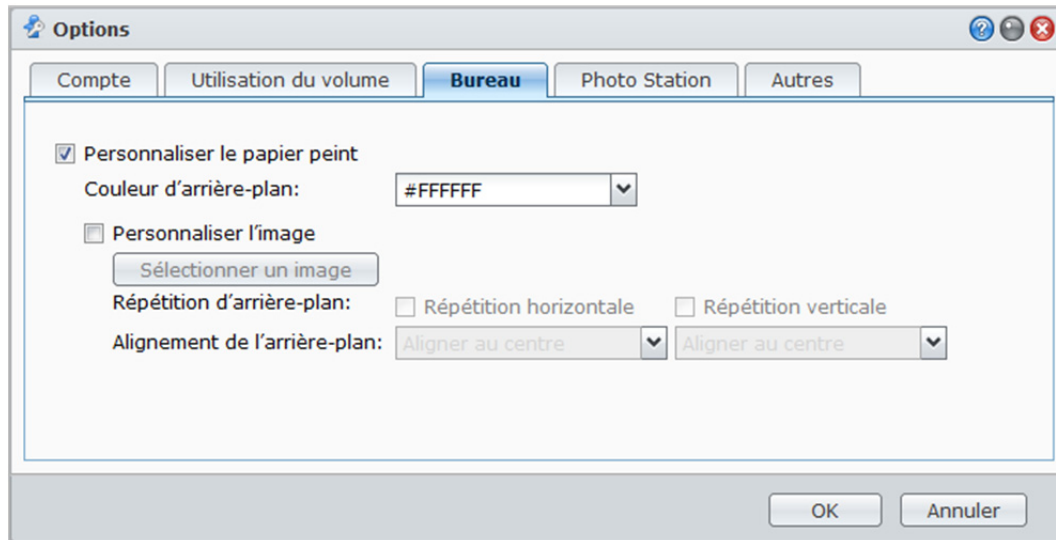 Options
Compte Utilisation du volume Bureau Photo Station Autres
Personnaliser le papier peint
Couleur d'arrière-plan: #FFFFFF
Personnaliser l'image
Sélectionner un image
Répétition d'arrière-plan: Répétition horizontale Répétition verticale
Alignement de l'arrière-plan: Aligner au centre Aligner au centre
OK Annuler